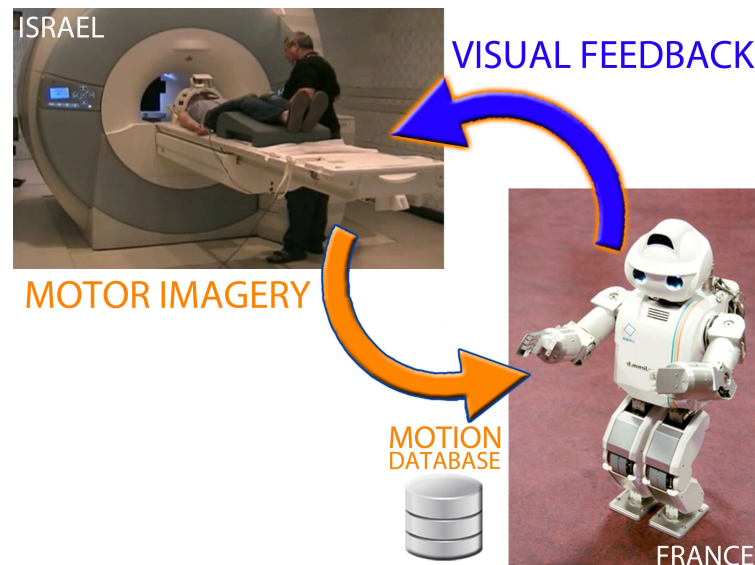 ISRAEL
VISUAL FEEDBACK
MOTOR IMAGERY
MOTION
DATABASE
FRANCE